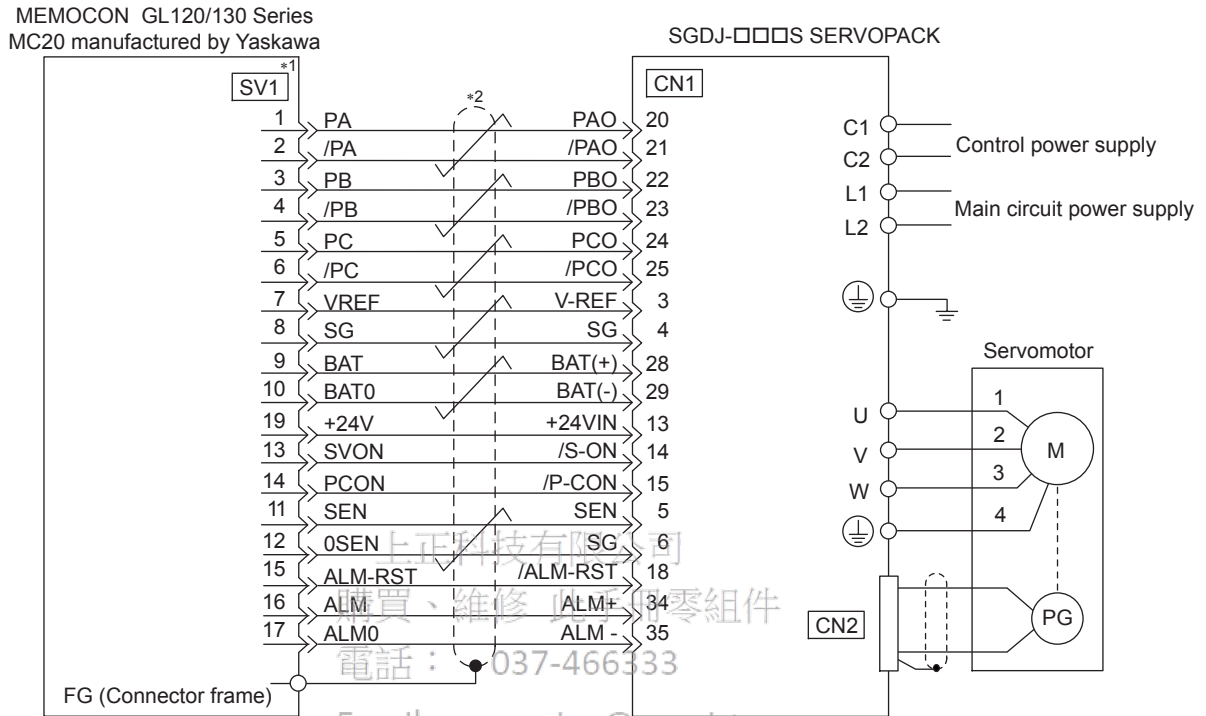 MEMOCON GL120/130 Series
MC20 manufactured by Yaskawa
SGDJ-□□□S SERVOPACK
*1
SV1
*2
CN1
1 PA PAO 20
2 /PA /PAO 21
3 PB PBO 22
4 /PB /PBO 23
5 PC PCO 24
6 /PC /PCO 25
7 VREF V-REF 3
8 SG SG 4
9 BAT BAT(+) 28
10 BAT0 BAT(-) 29
19 +24V +24VIN 13
13 SVON /S-ON 14
14 PCON /P-CON 15
11 SEN SEN 5
12 0SEN SG 6
15 ALM-RST /ALM-RST 18
16 ALM ALM+ 34
17 ALM0 ALM - 35
FG (Connector frame)
C1
C2
Control power supply
L1
L2
Main circuit power supply
Servomotor
U 1
V 2
W 3
4
M
CN2
PG
上正科技有限公司
購買、維修 此手冊零組件
電話： 037-466333